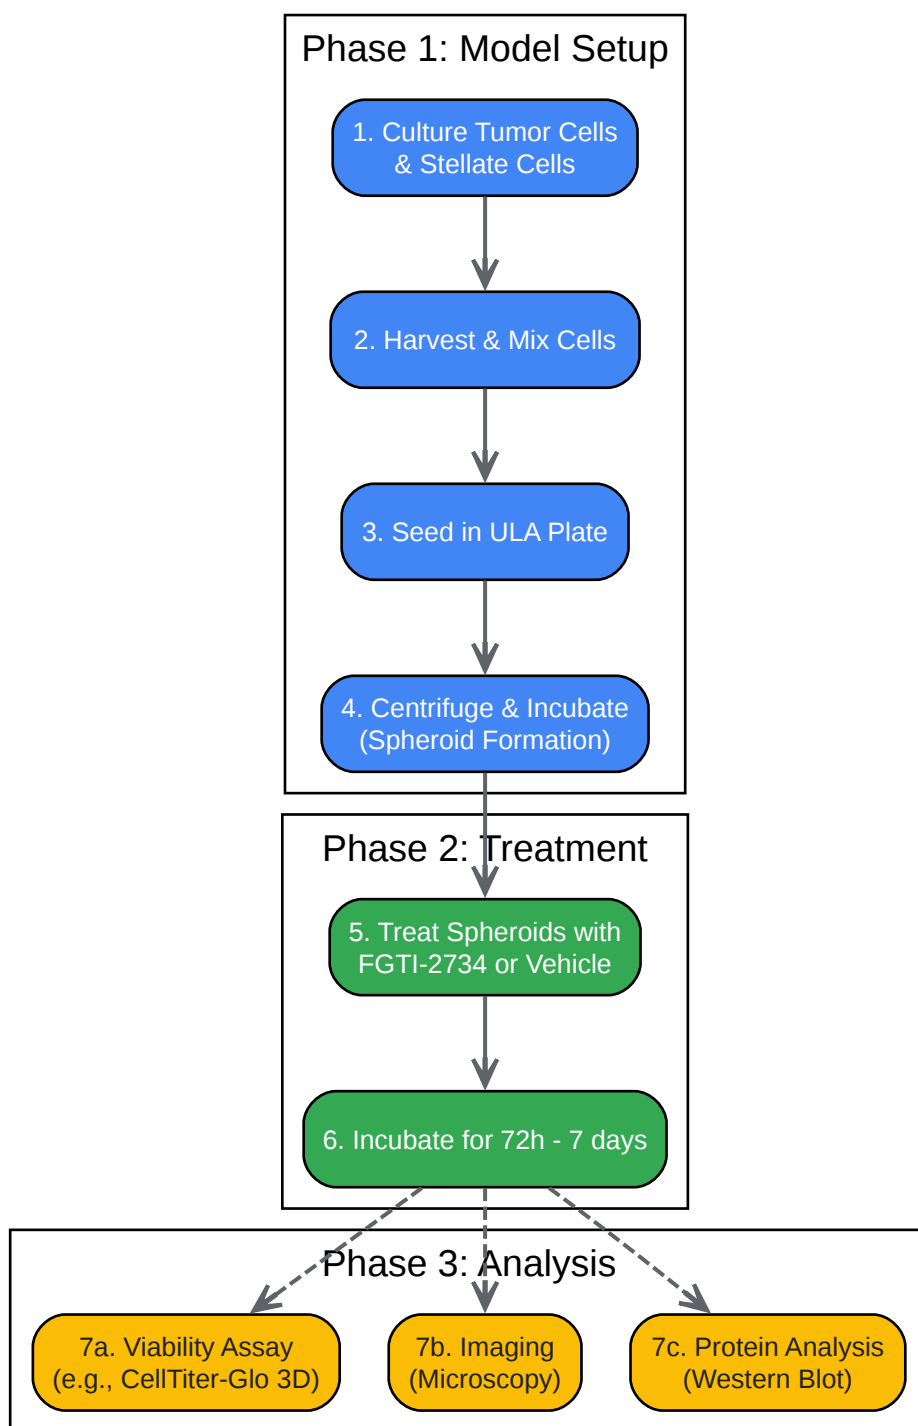 Phase 1: Model Setup
1. Culture Tumor Cells
& Stellate Cells
2. Harvest & Mix Cells
3. Seed in ULA Plate
4. Centrifuge & Incubate
(Spheroid Formation)
Phase 2: Treatment
5. Treat Spheroids with
FGTI-2734 or Vehicle
6. Incubate for 72h - 7 days
Phase 3: Analysis
7a. Viability Assay
(e.g., CellTiter-Glo 3D)
7b. Imaging
(Microscopy)
7c. Protein Analysis
(Western Blot)